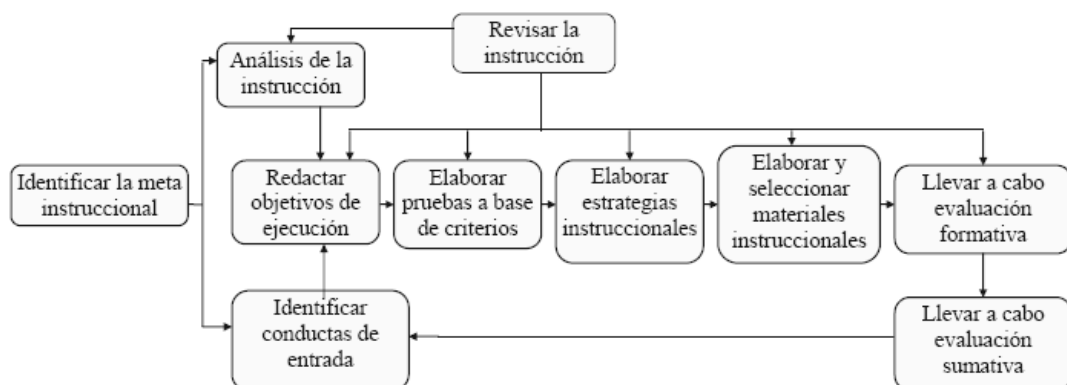 Revisar la
instrucción
Análisis de la
instrucción
Identificar la meta
instruccional
Redactar
objetivos de
ejecución
Elaborar
pruebas a base
de criterios
Elaborar
estrategias
instruccionales
Elaborar y
seleccionar
materiales
instruccionales
Llevar a cabo
evaluación
formativa
Identificar
conductas de
entrada
Llevar a cabo
evaluación
sumativa